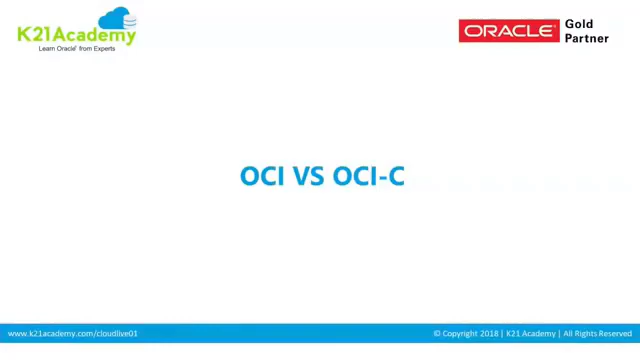 K21Academy
Learn Oracle from Experts
ORACLE Gold
Partner
OCI VS OCI-C
www.k21academy.com/cloudlive01
© Copyright 2018 | K21 Academy | All Rights Reserved